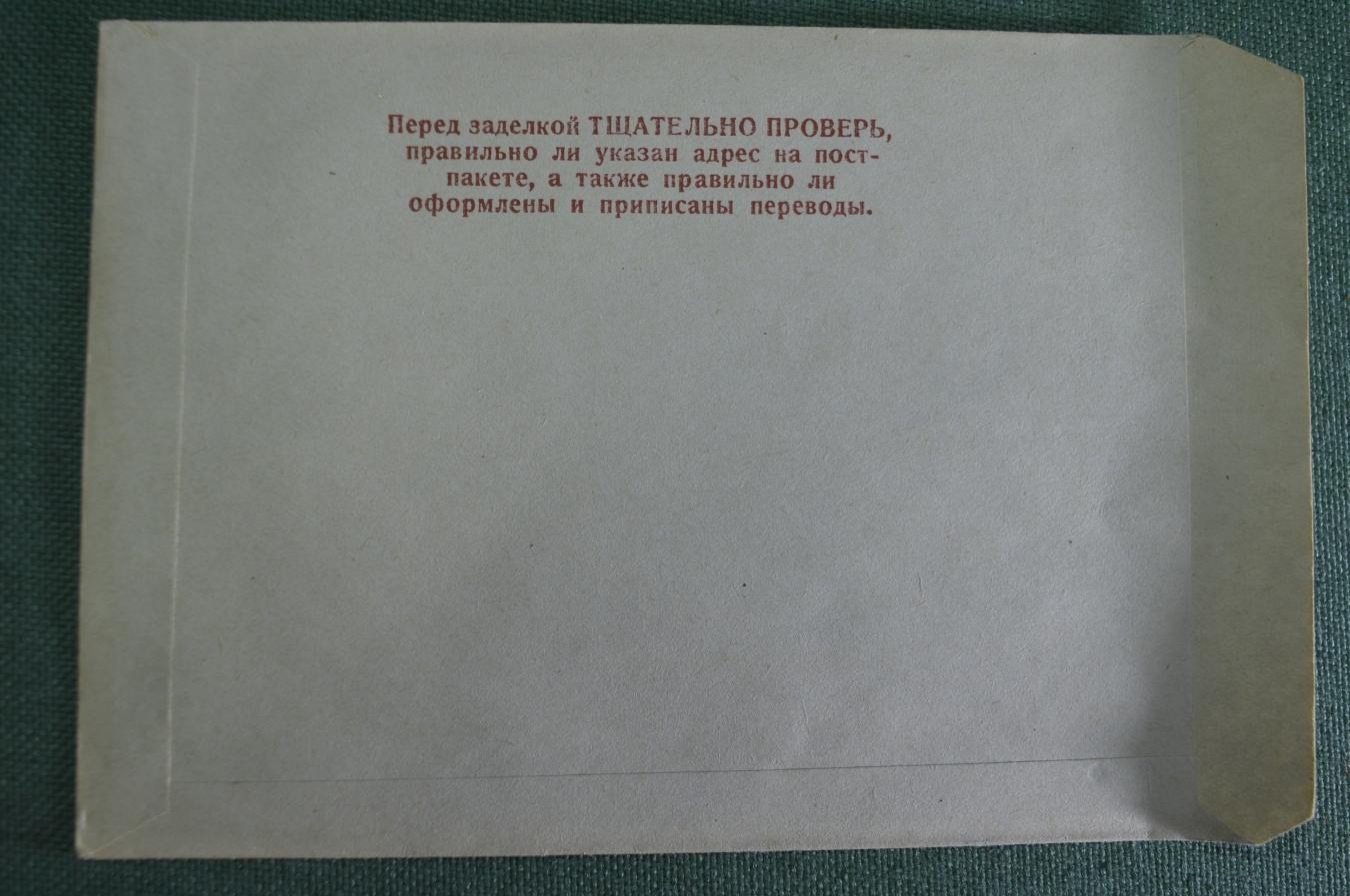 Перед заделкой ТЩАТЕЛЬНО ПРОВЕРЬ,
правильно ли указан адрес на пост-
пакете, а также правильно ли
оформлены и приписаны переводы.